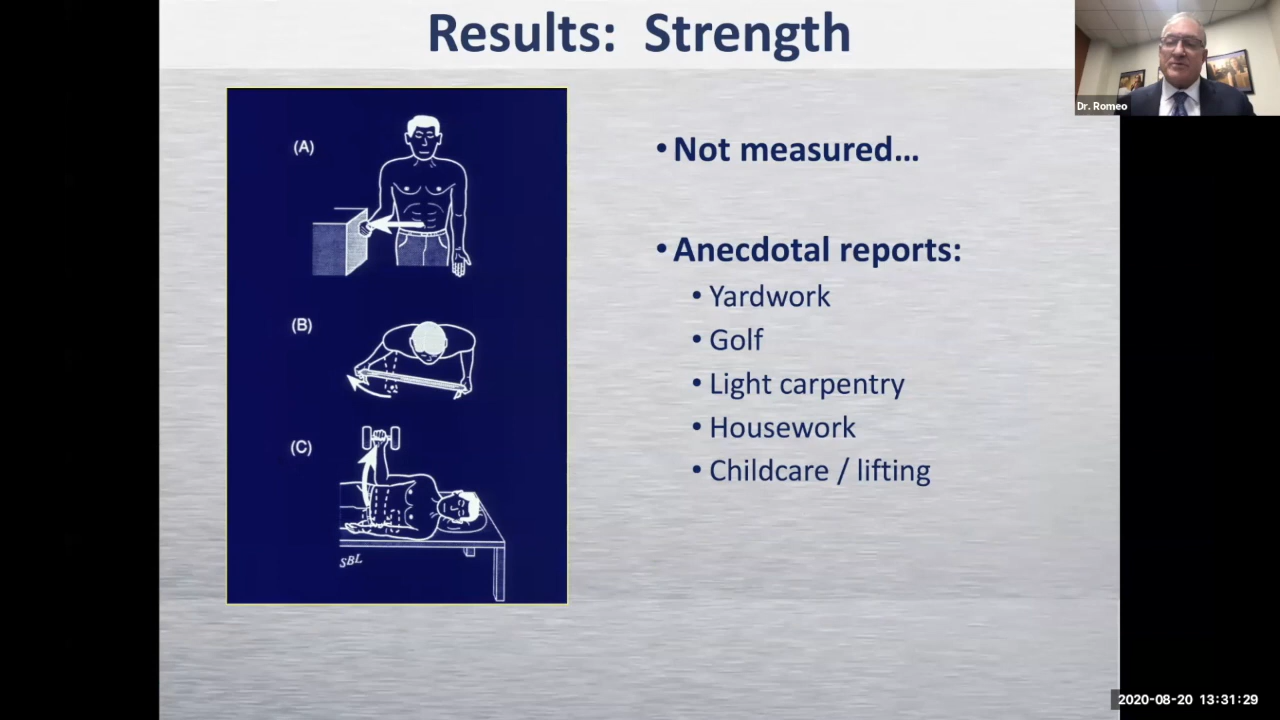 Results: Strength
Dr. Romeo
(A)
(B)
(C)
SBL
•Not measured...
•Anecdotal reports:
•Yardwork
•Golf
•Light carpentry
•Housework
•Childcare / lifting
2020-08-20 13:31:29